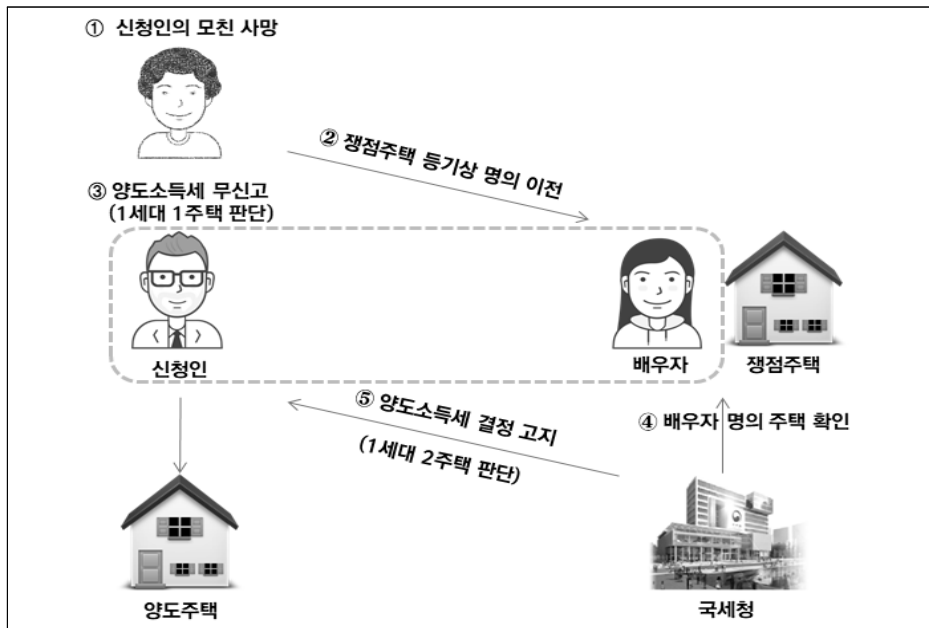 ① 신청인의 모친 사망
② 쟁점주택 등기상 명의 이전
③ 양도소득세 무신고
(1세대 1주택 판단)
신청인
배우자
쟁점주택
⑤ 양도소득세 결정 고지
(1세대 2주택 판단)
④ 배우자 명의 주택 확인
양도주택
국세청